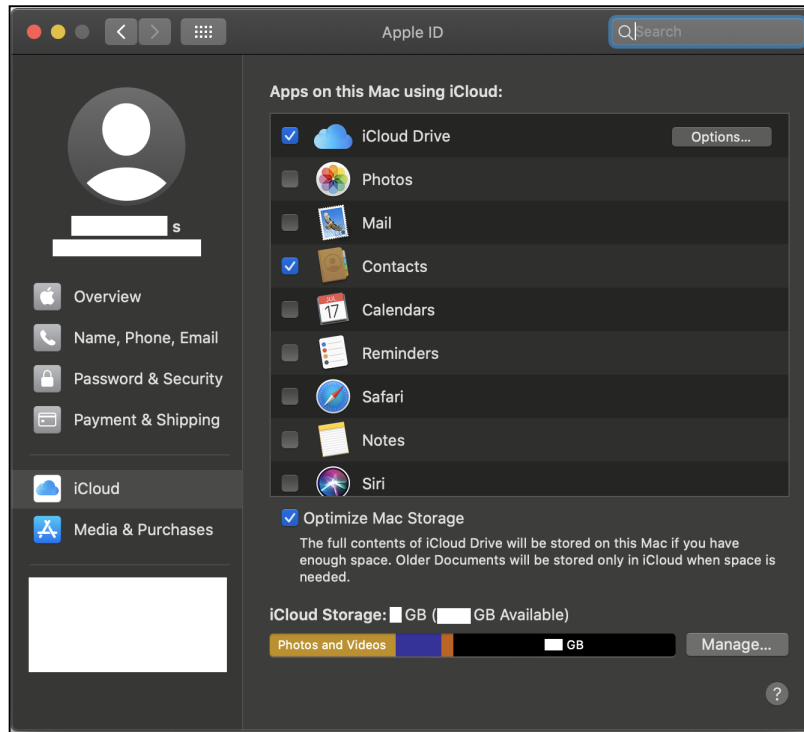 Apple ID
Search
s
Overview
Name, Phone, Email
Password & Security
Payment & Shipping
iCloud
Media & Purchases
Apps on this Mac using iCloud:
iCloud Drive
Options...
Photos
Mail
Contacts
JUL
17
Calendars
Reminders
Safari
Notes
Siri
Optimize Mac Storage
The full contents of iCloud Drive will be stored on this Mac if you have
enough space. Older Documents will be stored only in iCloud when space is
needed.
iCloud Storage: GB ( GB Available)
Photos and Videos
GB
Manage...
?